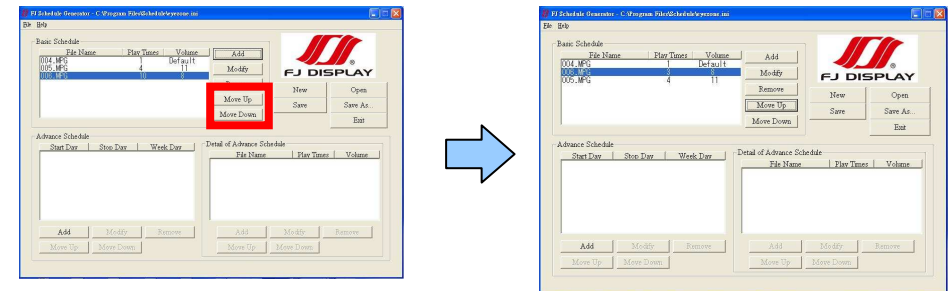 FJ Schedule Generator - C:\Program Files\Schedule\eyezone.ini
File Help
Basic Schedule
File Name Play Times Volume
004.MPG 1 Default
005.MPG 4 11
006.MPG 16 8
Add
Modify
Move Up
Move Down
FJ DISPLAY
New Open
Save Save As...
Exit
Advance Schedule
Start Day Stop Day Week Day
Add Modify Remove
Move Up Move Down
Detail of Advance Schedule
File Name Play Times Volume
Add Modify Remove
Move Up Move Down
FJ Schedule Generator - C:\Program Files\Schedule\eyezone.ini
File Help
Basic Schedule
File Name Play Times Volume
004.MPG 1 Default
006.MPG 3 8
005.MPG 4 11
Add
Modify
Remove
Move Up
Move Down
FJ DISPLAY
New Open
Save Save As...
Exit
Advance Schedule
Start Day Stop Day Week Day
Add Modify Remove
Move Up Move Down
Detail of Advance Schedule
File Name Play Times Volume
Add Modify Remove
Move Up Move Down